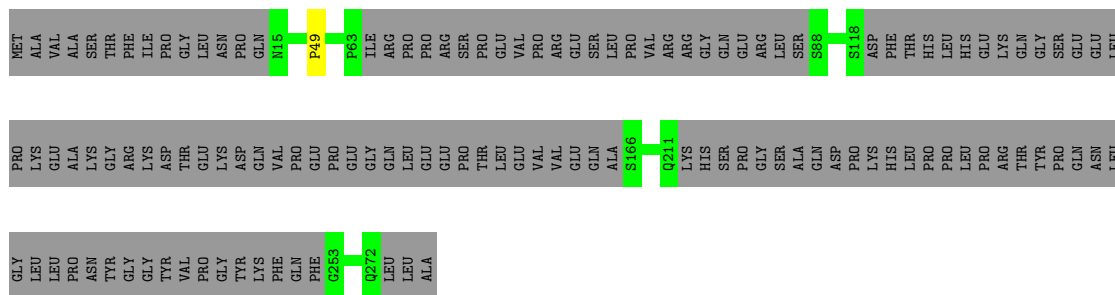 MET ALA VAL ALA SER THR PHE ILE PRO GLY LEU ASN PRO GLN N15 P49 P63 ILE ARG PRO PRO ARG SER PRO GLU VAL PRO ARG GLU SER LEU PRO VAL ARG ARG GLY GLN GLU ARG LEU SER S88 S118 ASP PHE THR HIS LEU HIS GLU LYS GLN GLY SER GLU GLU LEU
PRO LYS GLU ALA LYS GLY ARG LYS ASP THR GLU LYS ASP GLN VAL PRO GLU PRO GLU GLY GLN LEU GLU GLU PRO THR LEU GLU VAL VAL GLU GLN ALA S166 Q211 LYS HIS SER PRO GLY SER ALA GLN ASP PRO LYS HIS LEU PRO PRO LEU PRO ARG THR TYR PRO GLN ASN LEU
GLY LEU LEU PRO ASN TYR GLY GLY TYR VAL PRO GLY TYR LYS PHE GLN PHE G253 Q272 LEU LEU ALA